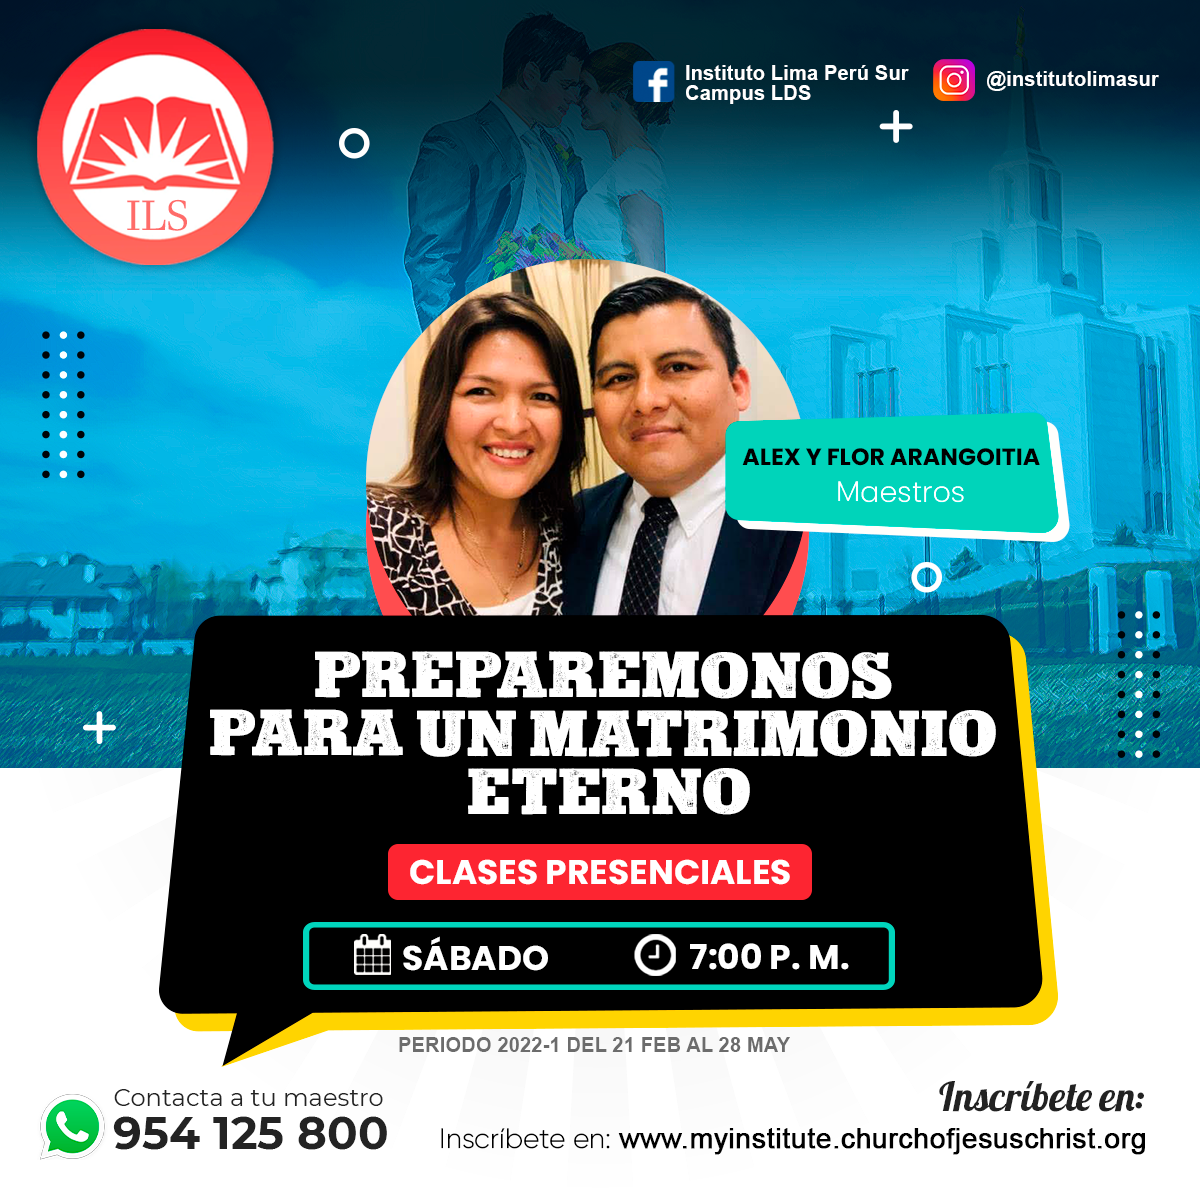 ILS
Instituto Lima Perú Sur
Campus LDS
@institutolimasur
ALEX Y FLOR ARANGOITIA
Maestros
PREPAREMONOS
PARA UN MATRIMONIO
ETERNO
CLASES PRESENCIALES
SÁBADO
7:00 P. M.
PERIODO 2022-1 DEL 21 FEB AL 28 MAY
Contacta a tu maestro
954 125 800
Inscríbete en:
Inscríbete en: www.myinstitute.churchofjesuschrist.org